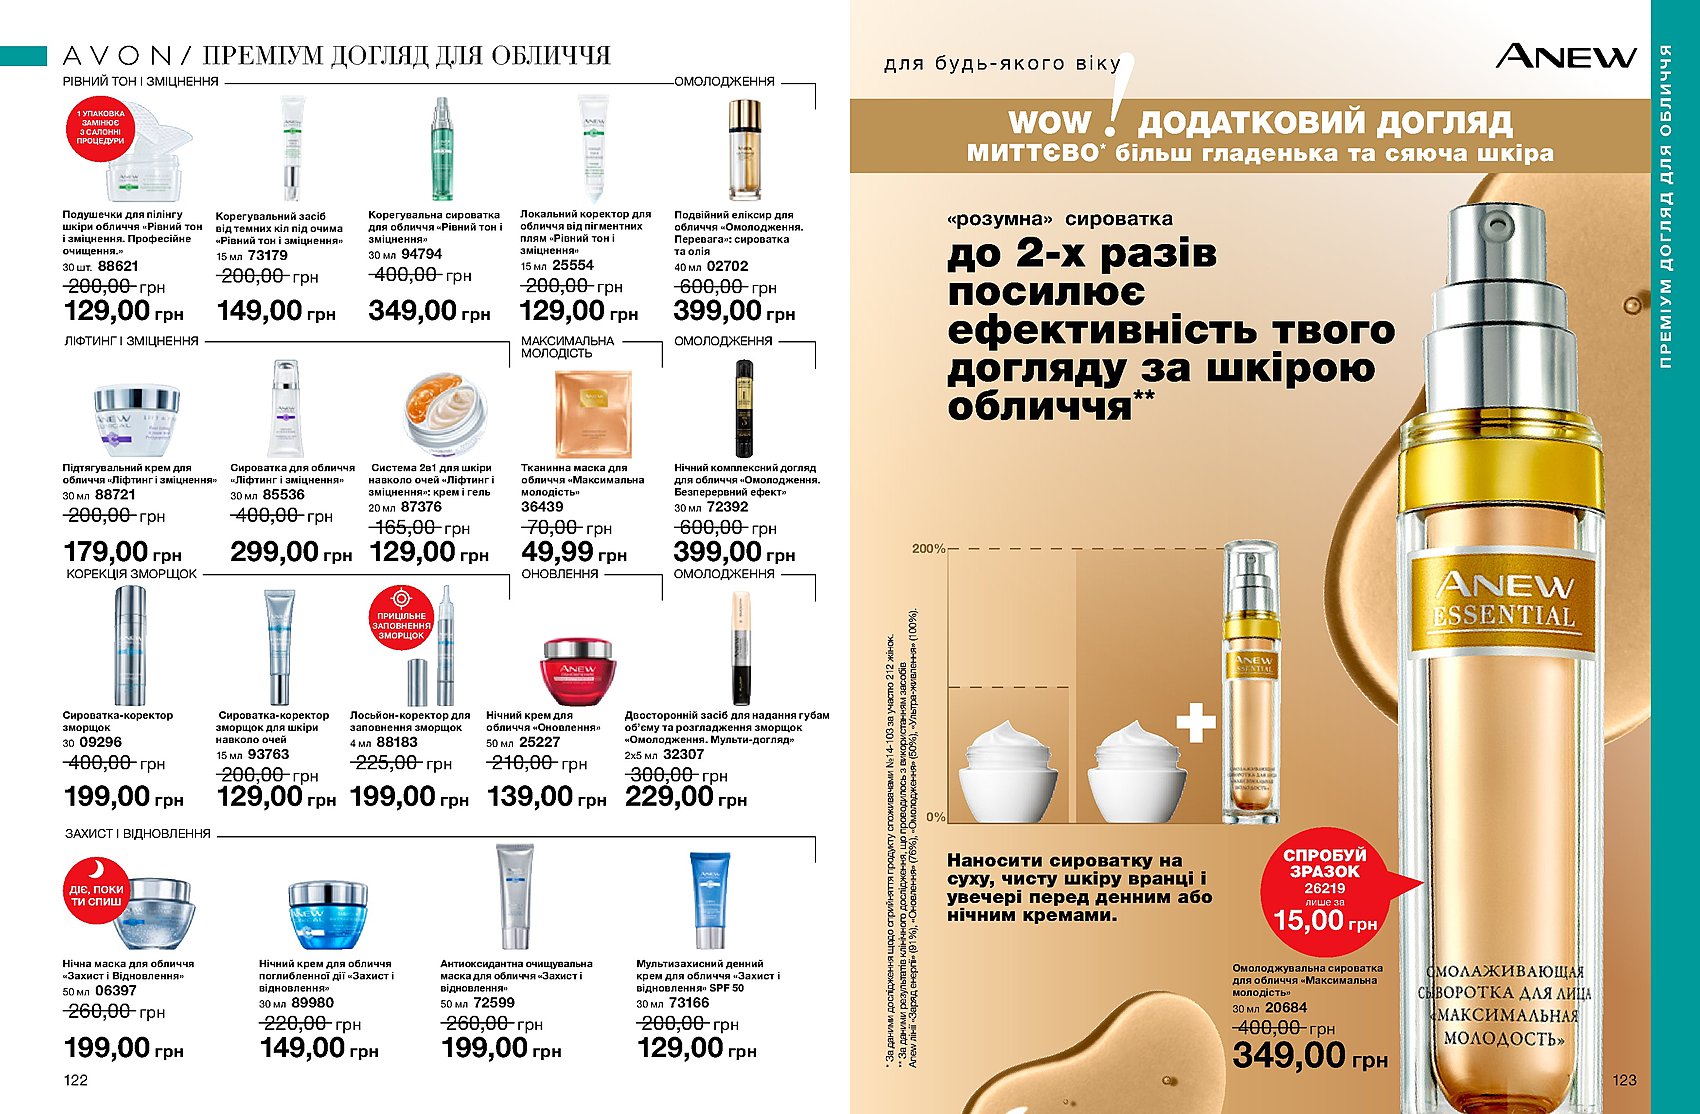 AVON/ ПРЕМІУМ ДОГЛЯД ДЛЯ ОБЛИЧЧЯ
РІВНИЙ ТОН І ЗМІЦНЕННЯ
ОМОЛОДЖЕННЯ
1 УПАКОВКА
ЗАМІНЮЄ
3 САЛОННІ
ПРОЦЕДУРИ
Подушечки для пілінгу
шкіри обличчя «Рівний тон
і зміцнення. Професійне
очищення.»
30 шт. 88621
200,00 грн
129,00 грн
Корегувальний засіб
від темних кіл під очима
«Рівний тон і зміцнення»
15 мл 73179
200,00 грн
149,00 грн
Корегувальна сироватка
для обличчя «Рівний тон і
зміцнення»
30 мл 94794
400,00 грн
349,00 грн
Локальний коректор для
обличчя від пігментних
плям «Рівний тон і
зміцнення»
15 мл 25554
200,00 грн
129,00 грн
Подвійний еліксир для
обличчя «Омолодження.
Перевага»: сироватка
та олія
40 мл 02702
600,00 грн
399,00 грн
ЛІФТИНГ І ЗМІЦНЕННЯ
МАКСИМАЛЬНА
МОЛОДІСТЬ
ОМОЛОДЖЕННЯ
Підтягувальний крем для
обличчя «Ліфтинг і зміцнення»
30 мл 88721
200,00 грн
179,00 грн
Сироватка для обличчя
«Ліфтинг і зміцнення»
30 мл 85536
400,00 грн
299,00 грн
Система 2в1 для шкіри
навколо очей «Ліфтинг і
зміцнення»: крем і гель
20 мл 87376
165,00 грн
129,00 грн
Тканинна маска для
обличчя «Максимальна
молодість»
36439
70,00 грн
49,99 грн
Нічний комплексний догляд
для обличчя «Омолодження.
Безперервний ефект»
30 мл 72392
600,00 грн
399,00 грн
КОРЕКЦІЯ ЗМОРЩОК
ОНОВЛЕННЯ
ОМОЛОДЖЕННЯ
ПРИЦІЛЬНЕ
ЗАПОВНЕННЯ
ЗМОРЩОК
ANEW
Сироватка-коректор
зморщок
30 09296
400,00 грн
199,00 грн
Сироватка-коректор
зморщок для шкіри
навколо очей
15 мл 93763
200,00 грн
129,00 грн
Лосьйон-коректор для
заповнення зморщок
4 мл 88183
225,00 грн
199,00 грн
Нічний крем для
обличчя «Оновлення»
50 мл 25227
210,00 грн
139,00 грн
Двосторонній засіб для надання губам
об'єму та розгладження зморщок
«Омолодження. Мульти-догляд»
2х5 мл 32307
300,00 грн
229,00 грн
ЗАХИСТ І ВІДНОВЛЕННЯ
ДІЄ, ПОКИ
ТИ СПИШ
Нічна маска для обличчя
«Захист і Відновлення»
50 мл 06397
260,00 грн
199,00 грн
Нічний крем для обличчя
поглибленної дії «Захист і
відновлення»
30 мл 89980
220,00 грн
149,00 грн
Антиоксидантна очищувальна
маска для обличчя «Захист і
відновлення»
50 мл 72599
260,00 грн
199,00 грн
Мультизахисний денний
крем для обличчя «Захист і
відновлення» SPF 50
30 мл 73166
200,00 грн
129,00 грн
122
для будь-якого віку
ANEW
WOW! ДОДАТКОВИЙ ДОГЛЯД
МИТТЄВО* більш гладенька та сяюча шкіра
ПРЕМІУМ ДОГЛЯД ДЛЯ ОБЛИЧЧЯ
«розумна» сироватка
до 2-х разів
посилює
ефективність твого
догляду за шкірою
обличчя**
200%
0%
ANEW
ESSENTIAL
Наносити сироватку на
суху, чисту шкіру вранці і
увечері перед денним або
нічним кремами.
СПРОБУЙ
ЗРАЗОК
26219
лише за
15,00 грн
Омолоджувальна сироватка
для обличчя «Максимальна
молодість»
30 мл 20684
400,00 грн
349,00 грн
ANEW
ESSENTIAL
ОМОЛАЖИВАЮЩАЯ
СЫВОРОТКА ДЛЯ ЛИЦА
«МАКСИМАЛЬНАЯ
МОЛОДОСТЬ»
* За даними дослідження щодо сприйняття продукту споживачами №14-103 за участю 212 жінок.
** За даними результатів клінічного дослідження, що проводилось з використанням засобів
Anew лінії «Заряд енергії» (91%), «Оновлення» (76%), «Омолодження» (50%), «Ультра-живлення» (100%).
123